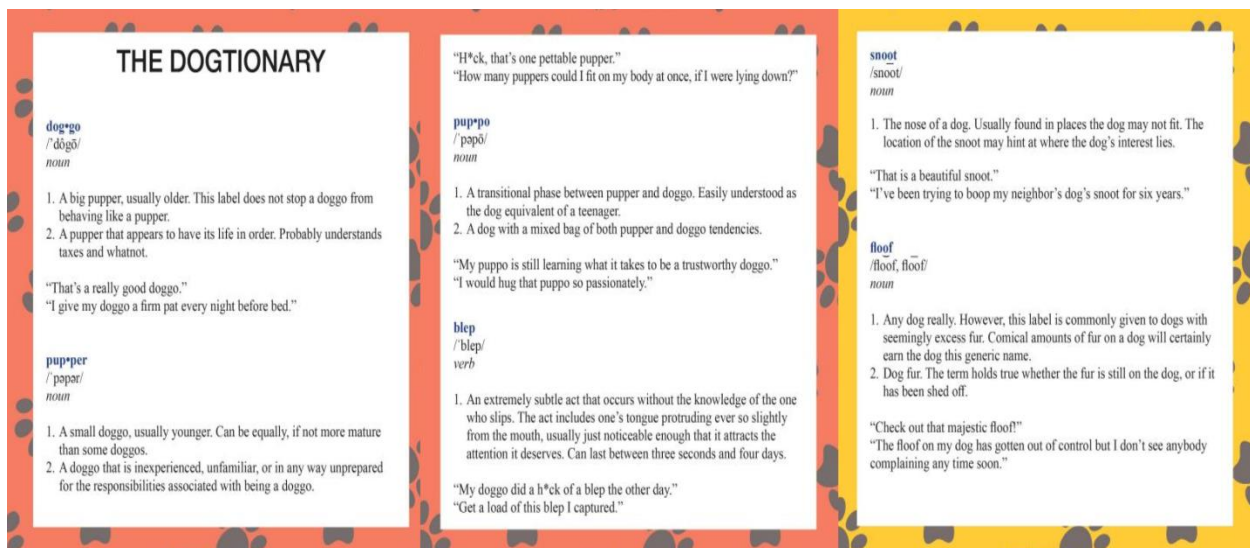 THE DOGTIONARY
dog•go
/ˈdôɡō/
noun
1. A big pupper, usually older. This label does not stop a doggo from
behaving like a pupper.
2. A pupper that appears to have its life in order. Probably understands
taxes and whatnot.
“That’s a really good doggo.”
“I give my doggo a firm pat every night before bed.”
pup•per
/ˈpəpər/
noun
1. A small doggo, usually younger. Can be equally, if not more mature
than some doggos.
2. A doggo that is inexperienced, unfamiliar, or in any way unprepared
for the responsibilities associated with being a doggo.
“H*ck, that’s one pettable pupper.”
“How many puppers could I fit on my body at once, if I were lying down?”
pup•po
/ˈpəpō/
noun
1. A transitional phase between pupper and doggo. Easily understood as
the dog equivalent of a teenager.
2. A dog with a mixed bag of both pupper and doggo tendencies.
“My puppo is still learning what it takes to be a trustworthy doggo.”
“I would hug that puppo so passionately.”
blep
/ˈblep/
verb
1. An extremely subtle act that occurs without the knowledge of the one
who slips. The act includes one’s tongue protruding ever so slightly
from the mouth, usually just noticeable enough that it attracts the
attention it deserves. Can last between three seconds and four days.
“My doggo did a h*ck of a blep the other day.”
“Get a load of this blep I captured.”
snoot
/sno͞ot/
noun
1. The nose of a dog. Usually found in places the dog may not fit. The
location of the snoot may hint at where the dog’s interest lies.
“That is a beautiful snoot.”
“I’ve been trying to boop my neighbor’s dog’s snoot for six years.”
floof
/flo͝of, flo͞of/
noun
1. Any dog really. However, this label is commonly given to dogs with
seemingly excess fur. Comical amounts of fur on a dog will certainly
earn the dog this generic name.
2. Dog fur. The term holds true whether the fur is still on the dog, or if it
has been shed off.
“Check out that majestic floof!”
“The floof on my dog has gotten out of control but I don’t see anybody
complaining any time soon.”